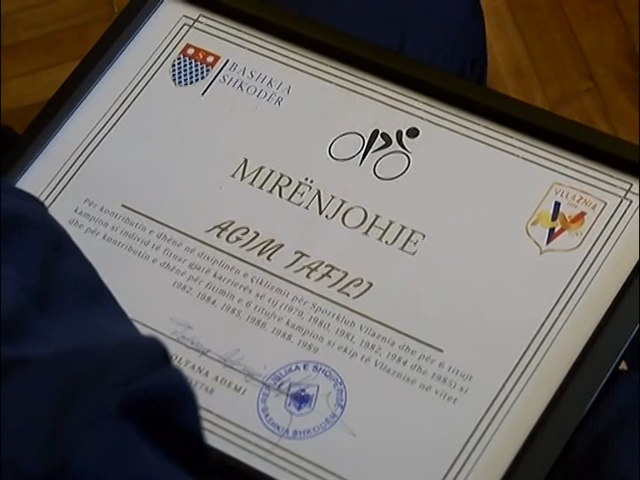 BASHKIA
SHKODËR
VLLAZNIA
MIRËNJOHJE
AGIM TAFILI
Për kontributin e dhënë në disiplinën e çiklizmit për Sportklub Vllaznia dhe për 6 tituj
kampion si individ të fituar gjatë karrierës së tij (1979, 1980, 1981, 1982, 1984 dhe 1985) si
dhe për kontributin e dhënë për fitimin e 6 titujve kampion si ekip të Vllaznisë në vitet
1982, 1984, 1985, 1986, 1988, 1989
ADEMI
BASHKIA SHKODËR